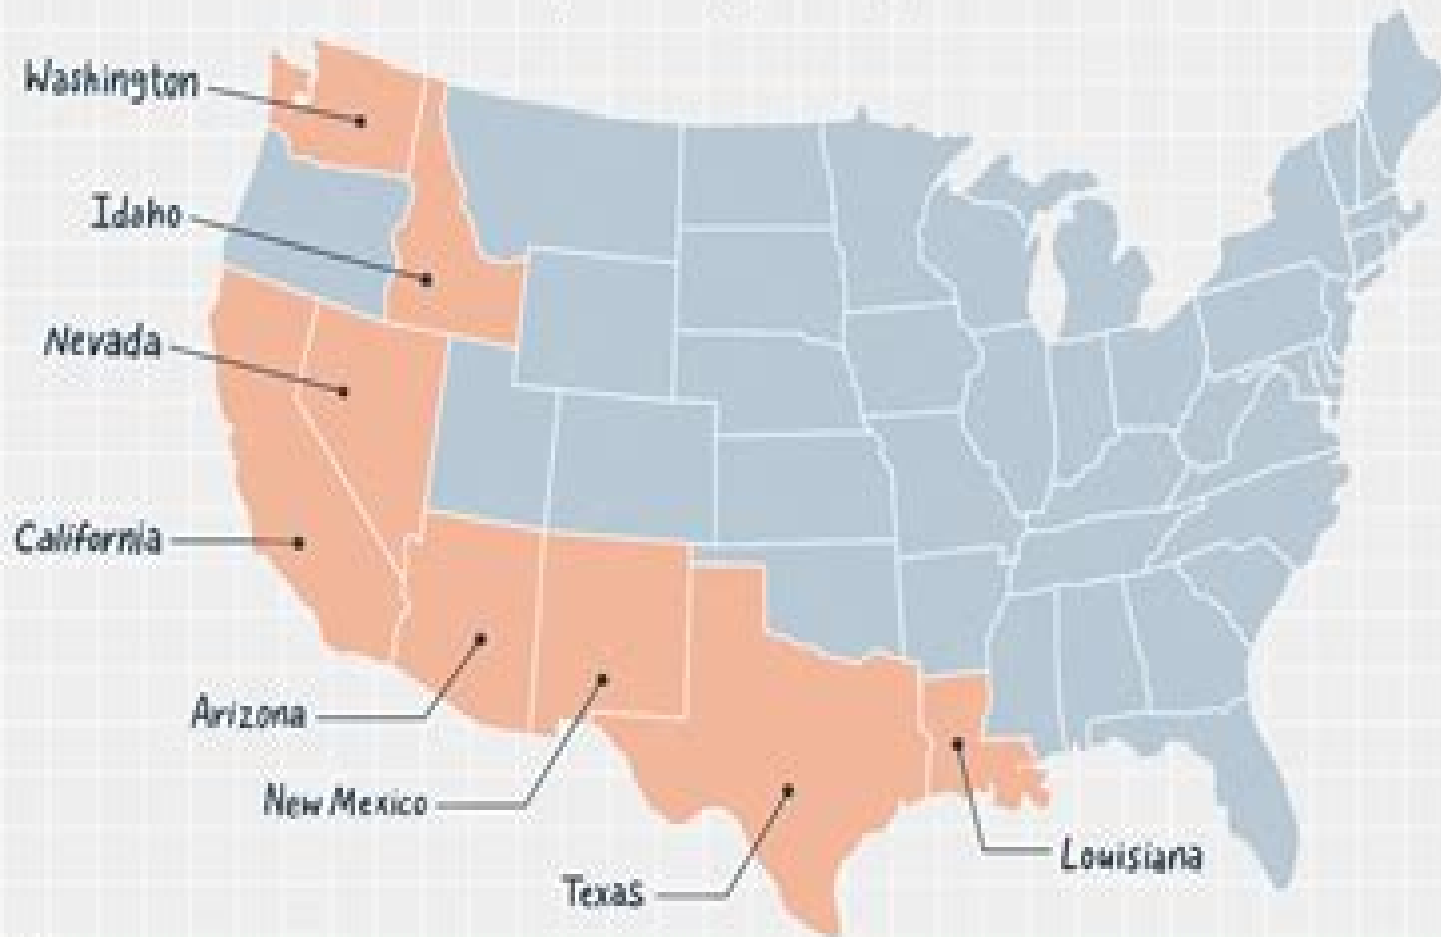 Washington
Idaho
Nevada
California
Arizona
New Mexico
Texas
Louisiana